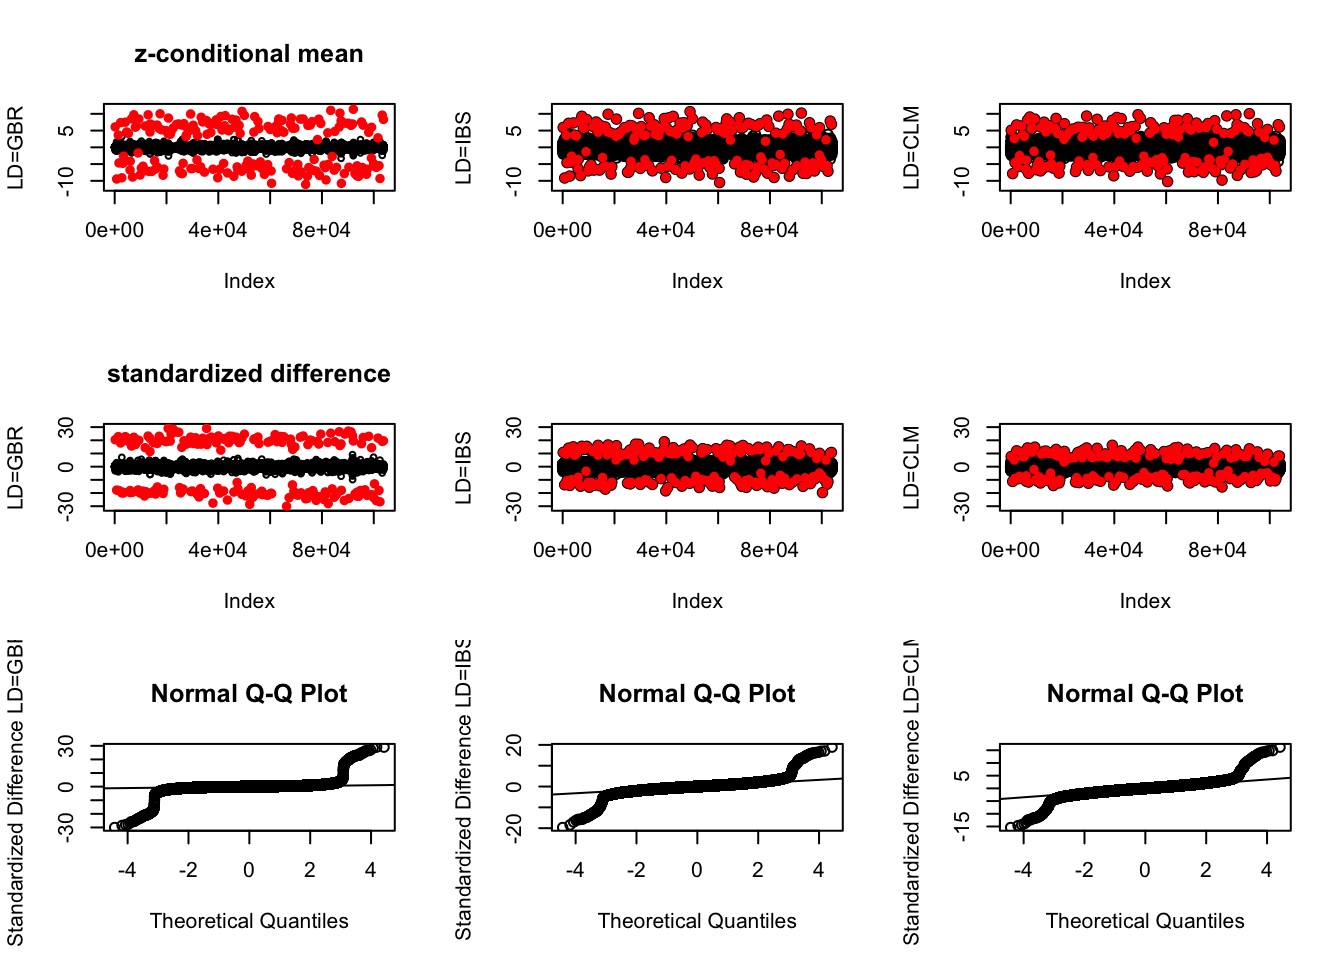 z-conditional mean
LD=GBR
5
-10
0e+00 4e+04 8e+04
Index
LD=IBS
5
-10
0e+00 4e+04 8e+04
Index
LD=CLM
5
-10
0e+00 4e+04 8e+04
Index
standardized difference
LD=GBR
30
0
-30
0e+00 4e+04 8e+04
Index
LD=IBS
30
0
-30
0e+00 4e+04 8e+04
Index
LD=CLM
30
0
-30
0e+00 4e+04 8e+04
Index
Normal Q-Q Plot
Standardized Difference LD=GBI
30
0
-30
-4 -2 0 2 4
Theoretical Quantiles
Normal Q-Q Plot
Standardized Difference LD=IBS
20
0
-20
-4 -2 0 2 4
Theoretical Quantiles
Normal Q-Q Plot
Standardized Difference LD=CLM
5
-15
-4 -2 0 2 4
Theoretical Quantiles